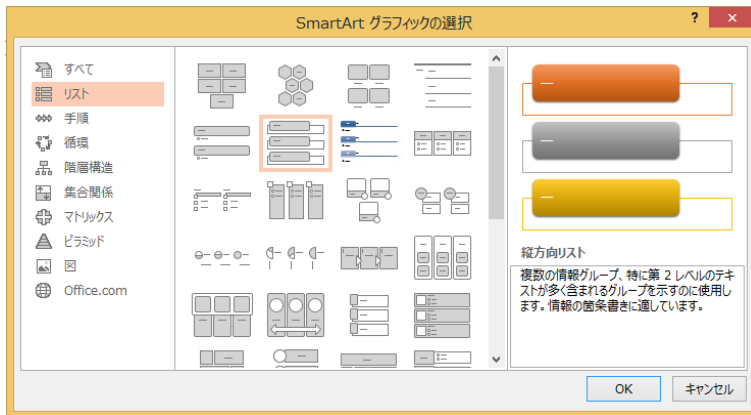 SmartArt グラフィックの選択
?
×
すべて
リスト
手順
循環
階層構造
集合関係
マトリックス
ピラミッド
図
Office.com
縦方向リスト
複数の情報グループ、特に第 2 レベルのテキ
ストが多く含まれるグループを示すのに使用し
ます。情報の箇条書きに適しています。
OK
キャンセル